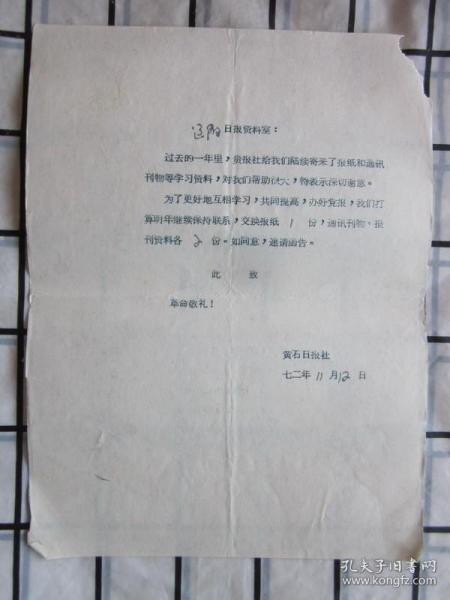 日报资料室：
过去的一年里，贵报社给我们陆续寄来了报纸和通讯
刊物等学习资料，对我们帮助很大，特表示深切谢意。
为了更好地互相学习，共同提高，办好党报，我们打
算明年继续保持联系，交换报纸 1 份，通讯刊物、报
刊资料各 2 份。如同意，邀请函告。
此 致
革命敬礼！
黄石日报社
七二年11月12日
孔夫子旧书网
www.kongfz.com